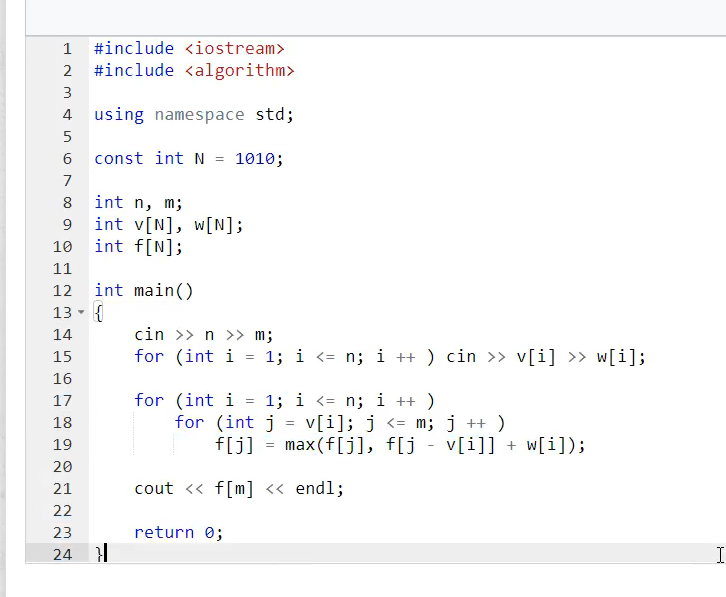 1 #include <iostream>
2 #include <algorithm>
3
4 using namespace std;
5
6 const int N = 1010;
7
8 int n, m;
9 int v[N], w[N];
10 int f[N];
11
12 int main()
13 {
14     cin >> n >> m;
15     for (int i = 1; i <= n; i ++ ) cin >> v[i] >> w[i];
16
17     for (int i = 1; i <= n; i ++ )
18         for (int j = v[i]; j <= m; j ++ )
19             f[j] = max(f[j], f[j - v[i]] + w[i]);
20
21     cout << f[m] << endl;
22
23     return 0;
24 }